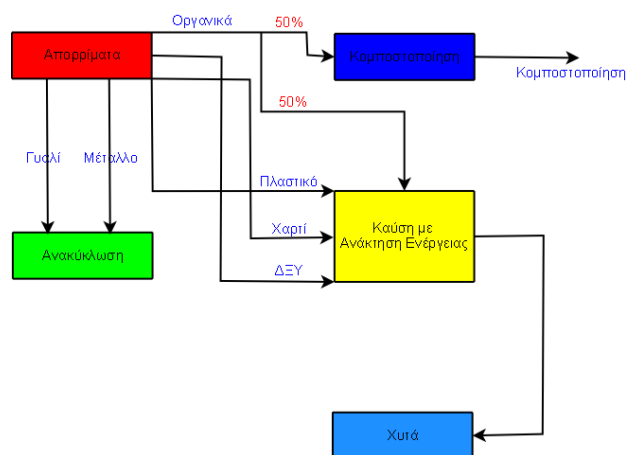 Οργανικά
50%
Απορρίματα
Κομποστοποίηση
Κομποστοποίηση
50%
Γυαλί
Μέταλλο
Πλαστικό
Χαρτί
Καύση με
Ανάκτηση Ενέργειας
Ανακύκλωση
ΔΞΥ
Χυτά